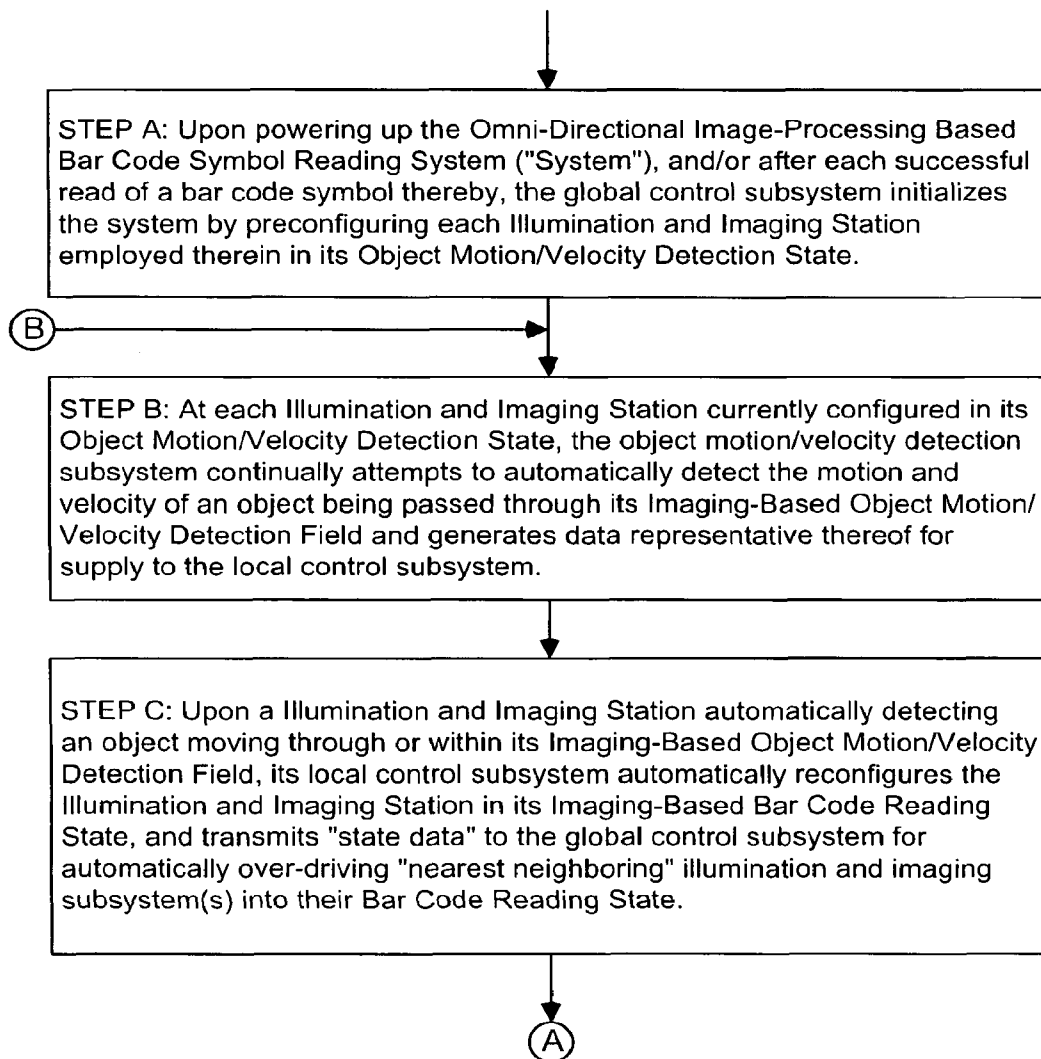 STEP A: Upon powering up the Omni-Directional Image-Processing Based
Bar Code Symbol Reading System ("System"), and/or after each successful
read of a bar code symbol thereby, the global control subsystem initializes
the system by preconfiguring each Illumination and Imaging Station
employed therein in its Object Motion/Velocity Detection State.
B
STEP B: At each Illumination and Imaging Station currently configured in its
Object Motion/Velocity Detection State, the object motion/velocity detection
subsystem continually attempts to automatically detect the motion and
velocity of an object being passed through its Imaging-Based Object Motion/
Velocity Detection Field and generates data representative thereof for
supply to the local control subsystem.
STEP C: Upon a Illumination and Imaging Station automatically detecting
an object moving through or within its Imaging-Based Object Motion/Velocity
Detection Field, its local control subsystem automatically reconfigures the
Illumination and Imaging Station in its Imaging-Based Bar Code Reading
State, and transmits "state data" to the global control subsystem for
automatically over-driving "nearest neighboring" illumination and imaging
subsystem(s) into their Bar Code Reading State.
A